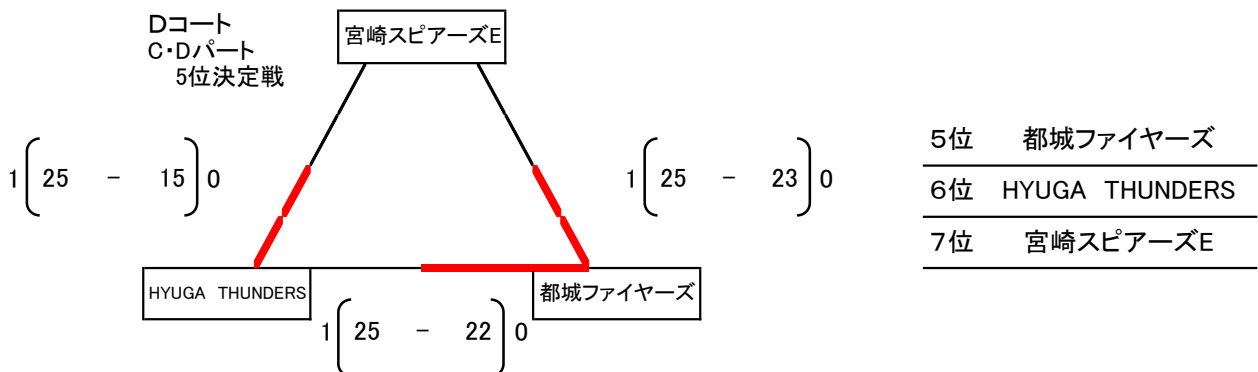 Dコート
C・Dパート
5位決定戦
宮崎スピアーズE
1 25 - 15 0
1 25 - 23 0
HYUGA THUNDERS
都城ファイヤーズ
1 25 - 22 0
5位 都城ファイヤーズ
6位 HYUGA THUNDERS
7位 宮崎スピアーズE